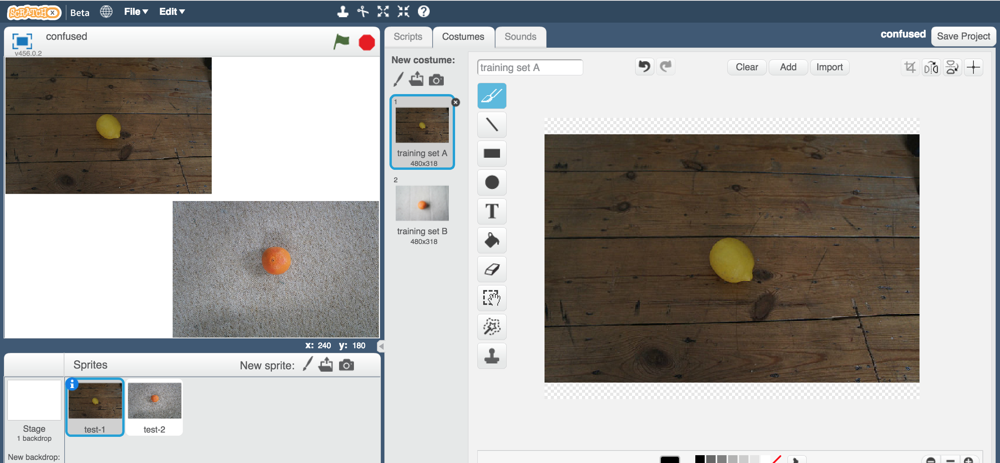 SCRATCHX
Beta
File
Edit
?
confused
v456.0.2
Scripts
Costumes
Sounds
confused
Save Project
New costume:
training set A
Clear
Add
Import
1
training set A
480x318
2
training set B
480x318
T
x: 240 y: 180
Sprites
New sprite:
i
test-1
test-2
Stage
1 backdrop
New backdrop: